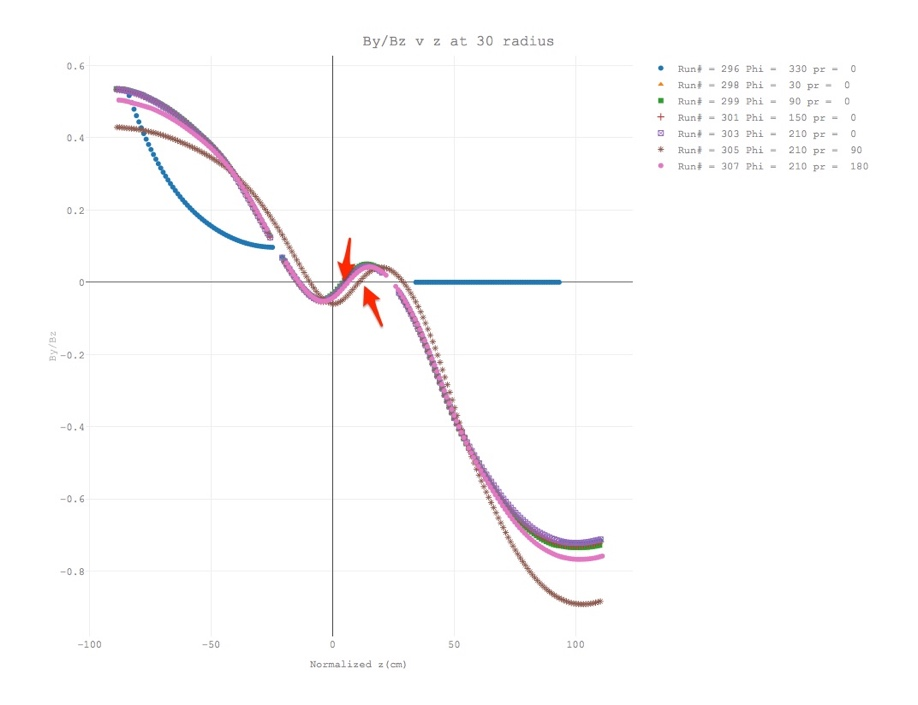 By/Bz v z at 30 radius
Run# = 296 Phi = 330 pr = 0
Run# = 298 Phi = 30 pr = 0
Run# = 299 Phi = 90 pr = 0
Run# = 301 Phi = 150 pr = 0
Run# = 303 Phi = 210 pr = 0
Run# = 305 Phi = 210 pr = 90
Run# = 307 Phi = 210 pr = 180
0.6
0.4
0.2
0
−0.2
−0.4
−0.6
−0.8
By/Bz
−100 −50 0 50 100
Normalized z(cm)